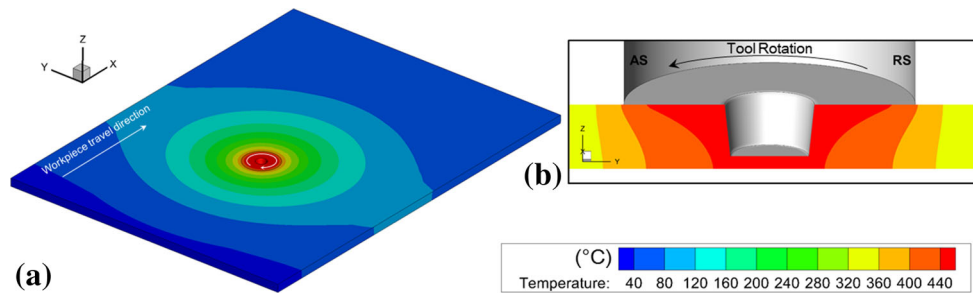 Z
Y
X
Workpiece travel direction
(a)
AS
Tool Rotation
RS
Z
X
Y
(b)
(°C)
Temperature: 40 80 120 160 200 240 280 320 360 400 440